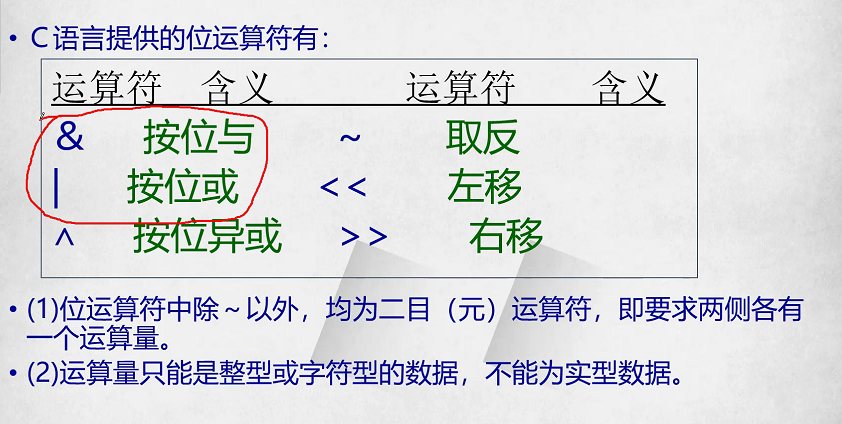 • C语言提供的位运算符有：
运算符 含义 运算符 含义
& 按位与 ~ 取反
| 按位或 << 左移
^ 按位异或 >> 右移
• (1)位运算符中除～以外，均为二目（元）运算符，即要求两侧各有
一个运算量。
• (2)运算量只能是整型或字符型的数据，不能为实型数据。